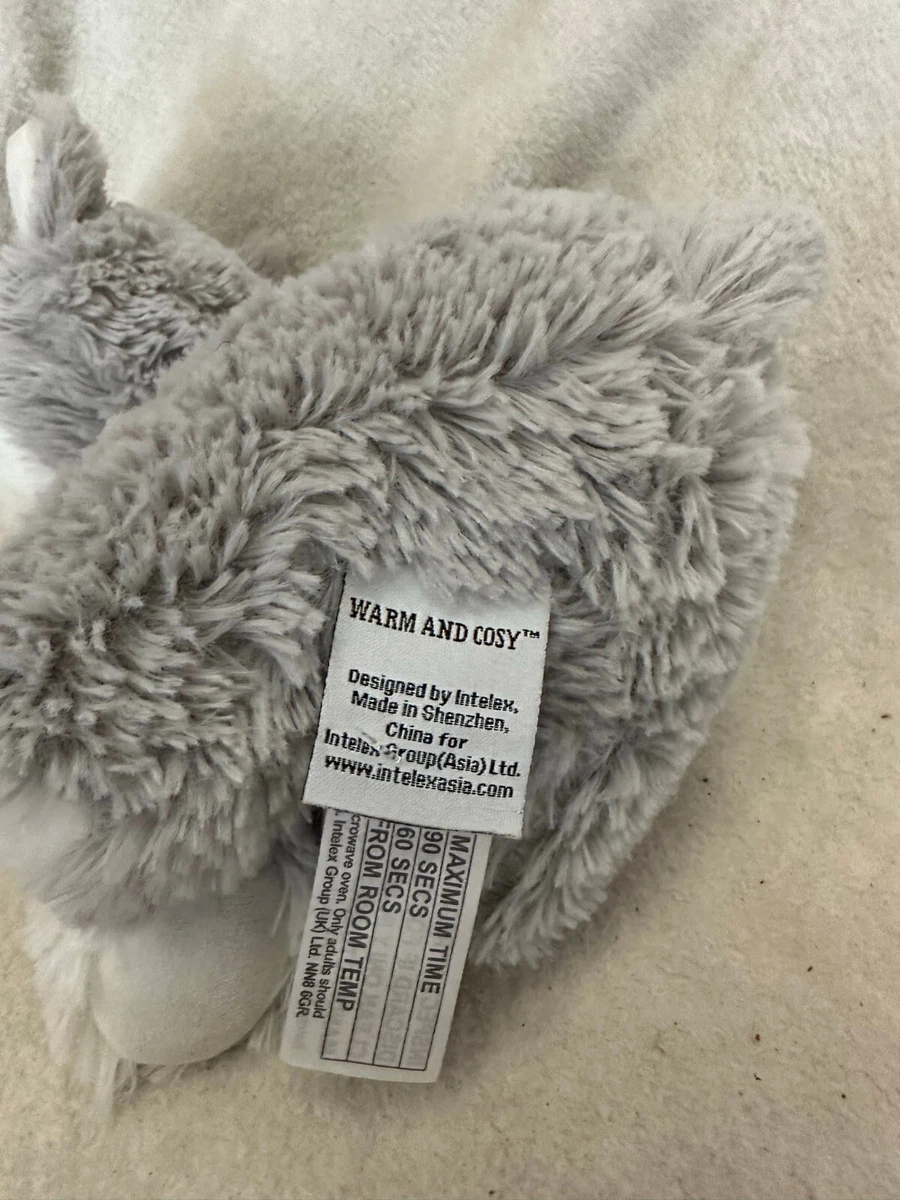 WARM AND COSY™
Designed by Intelex,
Made in Shenzhen,
China for
Intelex Group(Asia) Ltd.
www.intelexasia.com
MAXIMUM TIME
90 SECS
60 SECS
FROM ROOM TEMP
crowave oven. Only adults should
Intelex Group (UK) Ltd. NN8 6GR